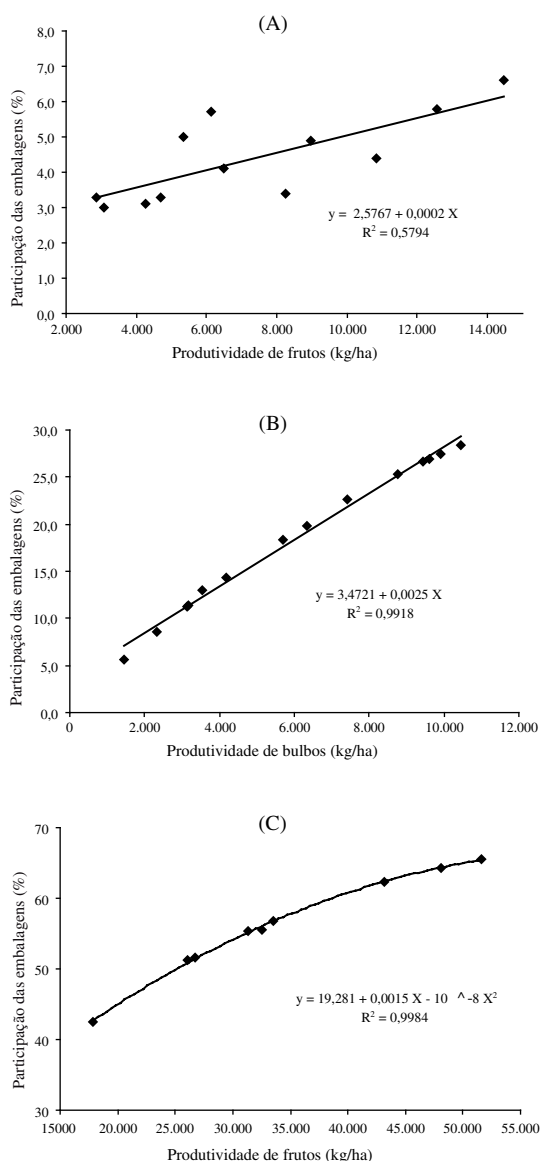 (A)
8,0
7,0
6,0
5,0
4,0
3,0
2,0
1,0
0,0
Participação das embalagens (%)
y = 2,5767 + 0,0002 X
R² = 0,5794
2.000 4.000 6.000 8.000 10.000 12.000 14.000
Produtividade de frutos (kg/ha)
(B)
30,0
25,0
20,0
15,0
10,0
5,0
0,0
Participação das embalagens (%)
y = 3,4721 + 0,0025 X
R² = 0,9918
0 2.000 4.000 6.000 8.000 10.000 12.000
Produtividade de bulbos (kg/ha)
(C)
70
60
50
40
30
Participação das embalagens (%)
y = 19,281 + 0,0015 X - 10 ^ -8 X²
R² = 0,9984
15000 20.000 25.000 30.000 35.000 40.000 45.000 50.000 55.000
Produtividade de frutos (kg/ha)